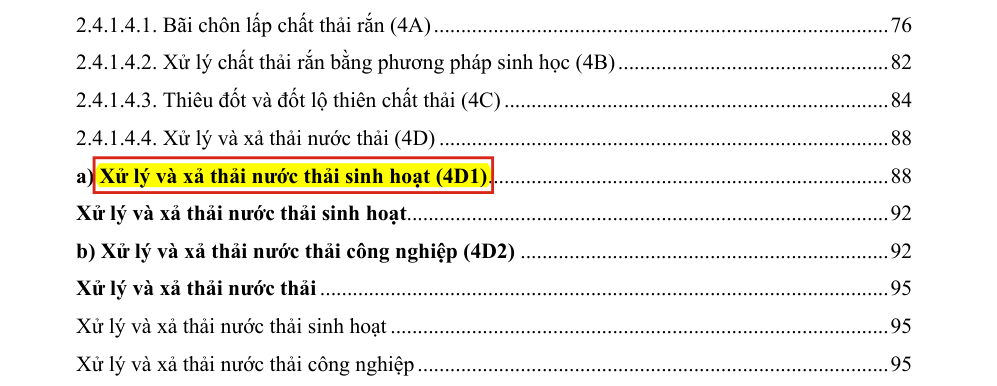 2.4.1.4.1. Bãi chôn lấp chất thải rắn (4A)....................76
2.4.1.4.2. Xử lý chất thải rắn bằng phương pháp sinh học (4B)....................82
2.4.1.4.3. Thiêu đốt và đốt lộ thiên chất thải (4C)....................84
2.4.1.4.4. Xử lý và xả thải nước thải (4D)....................88
a) Xử lý và xả thải nước thải sinh hoạt (4D1)....................88
Xử lý và xả thải nước thải sinh hoạt....................92
b) Xử lý và xả thải nước thải công nghiệp (4D2)....................92
Xử lý và xả thải nước thải....................95
Xử lý và xả thải nước thải sinh hoạt....................95
Xử lý và xả thải nước thải công nghiệp....................95